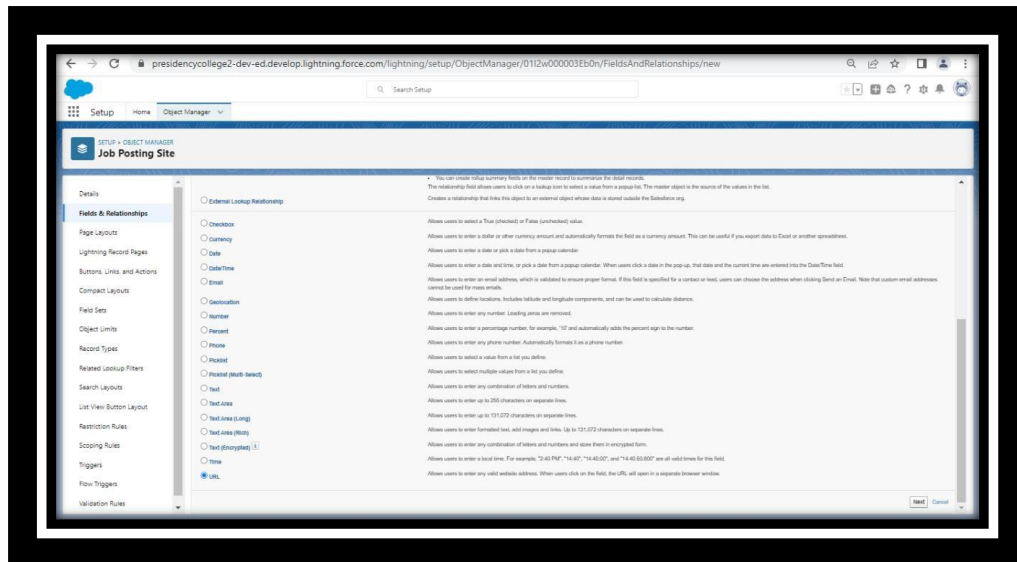 presidencycollege2-dev-ed.develop.lightning.force.com/lightning/setup/ObjectManager/01I2w000003Eb0n/FieldsAndRelationships/new
Search Setup
Setup Home Object Manager
SETUP > OBJECT MANAGER
Job Posting Site
Details
Fields & Relationships
Page Layouts
Lightning Record Pages
Buttons, Links, and Actions
Compact Layouts
Field Sets
Object Limits
Record Types
Related Lookup Filters
Search Layouts
List View Button Layout
Restriction Rules
Scoping Rules
Triggers
Flow Triggers
Validation Rules
• You can create rollup summary fields on the master record to summarize the detail records.
The relationship field allows users to click on a lookup icon to select a value from a popup list. The master object is the source of the values in the list.
External Lookup Relationship Creates a relationship that links this object to an external object whose data is stored outside the Salesforce org.
Checkbox Allows users to select a True (checked) or False (unchecked) value.
Currency Allows users to enter a dollar or other currency amount and automatically formats the field as a currency amount. This can be useful if you export data to Excel or another spreadsheet.
Date Allows users to enter a date or pick a date from a popup calendar.
Date/Time Allows users to enter a date and time, or pick a date from a popup calendar. When users click a date in the pop-up, that date and the current time are entered into the Date/Time field.
Email Allows users to enter an email address, which is validated to ensure proper format. If this field is specified for a contact or lead, users can choose the address when clicking Send an Email. Note that custom email addresses
cannot be used for mass emails.
Geolocation Allows users to define locations. Includes latitude and longitude components, and can be used to calculate distance.
Number Allows users to enter any number. Leading zeros are removed.
Percent Allows users to enter a percentage number, for example, '10' and automatically adds the percent sign to the number.
Phone Allows users to enter any phone number. Automatically formats it as a phone number.
Picklist Allows users to select a value from a list you define.
Picklist (Multi-Select) Allows users to select multiple values from a list you define.
Text Allows users to enter any combination of letters and numbers.
Text Area Allows users to enter up to 255 characters on separate lines.
Text Area (Long) Allows users to enter up to 131,072 characters on separate lines.
Text Area (Rich) Allows users to enter formatted text, add images and links. Up to 131,072 characters on separate lines.
Text (Encrypted) i Allows users to enter any combination of letters and numbers and store them in encrypted form.
Time Allows users to enter a local time. For example, "2:40 PM", "14:40", "14:40:00", and "14:40:50.600" are all valid times for this field.
URL Allows users to enter any valid website address. When users click on the field, the URL will open in a separate browser window.
Next Cancel